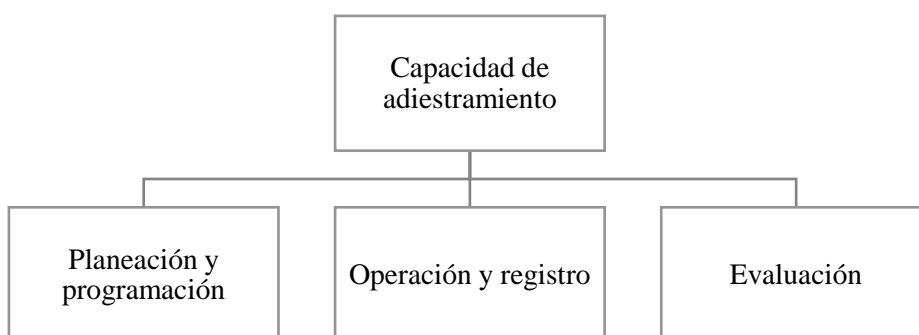 Capacidad de
adiestramiento
Planeación y
programación
Operación y registro
Evaluación